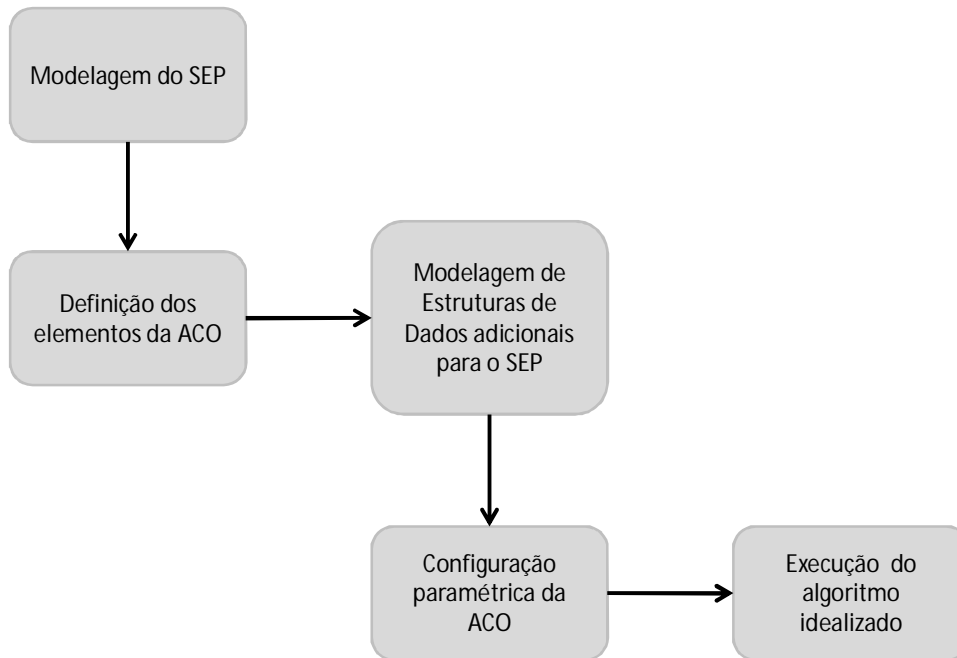 Modelagem do SEP
Definição dos
elementos da ACO
Modelagem de
Estruturas de
Dados adicionais
para o SEP
Configuração
paramétrica da
ACO
Execução do
algoritmo
idealizado